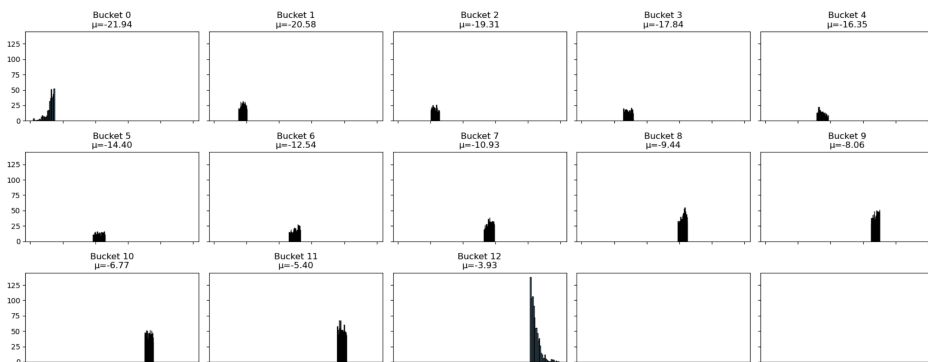 Bucket 0
μ=-21.94
Bucket 1
μ=-20.58
Bucket 2
μ=-19.31
Bucket 3
μ=-17.84
Bucket 4
μ=-16.35
125
100
75
50
25
0
Bucket 5
μ=-14.40
Bucket 6
μ=-12.54
Bucket 7
μ=-10.93
Bucket 8
μ=-9.44
Bucket 9
μ=-8.06
125
100
75
50
25
0
Bucket 10
μ=-6.77
Bucket 11
μ=-5.40
Bucket 12
μ=-3.93
125
100
75
50
25